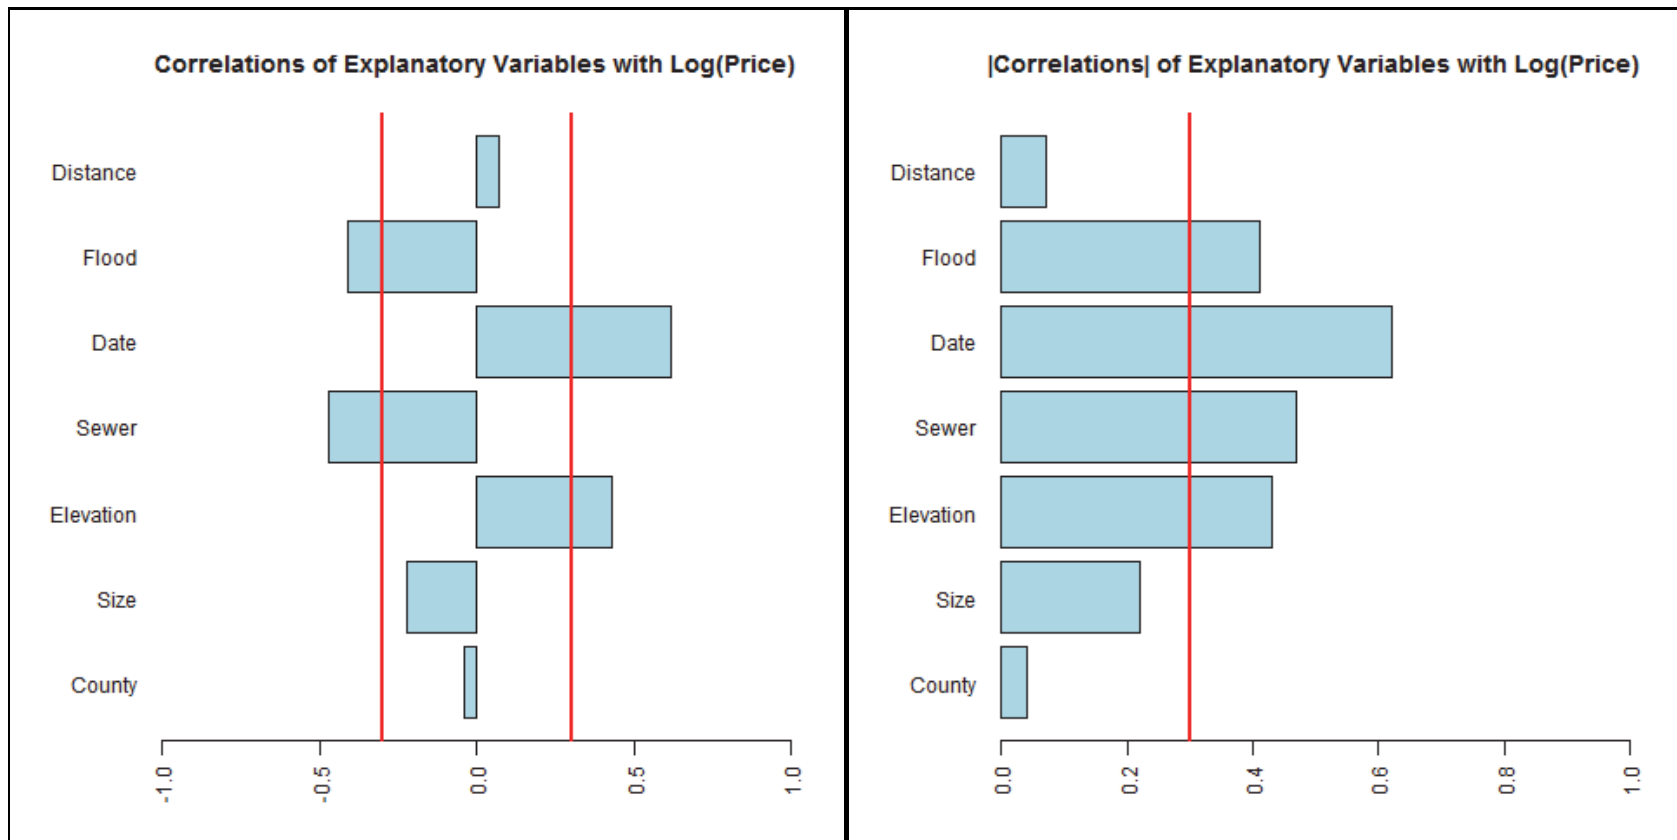 Correlations of Explanatory Variables with Log(Price)
Distance
Flood
Date
Sewer
Elevation
Size
County
-1.0
-0.5
0.0
0.5
1.0
|Correlations| of Explanatory Variables with Log(Price)
Distance
Flood
Date
Sewer
Elevation
Size
County
0.0
0.2
0.4
0.6
0.8
1.0